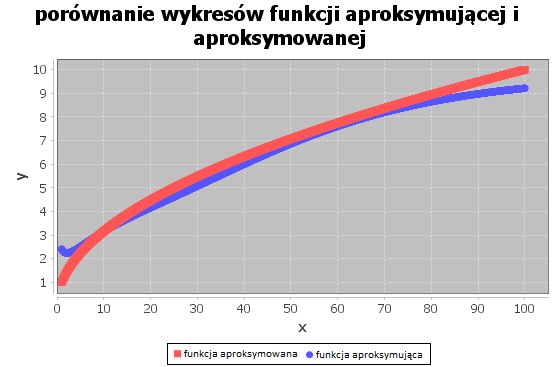 porównanie wykresów funkcji aproksymującej i
aproksymowanej
y
10
9
8
7
6
5
4
3
2
1
0 10 20 30 40 50 60 70 80 90 100
x
funkcja aproksymowana funkcja aproksymująca